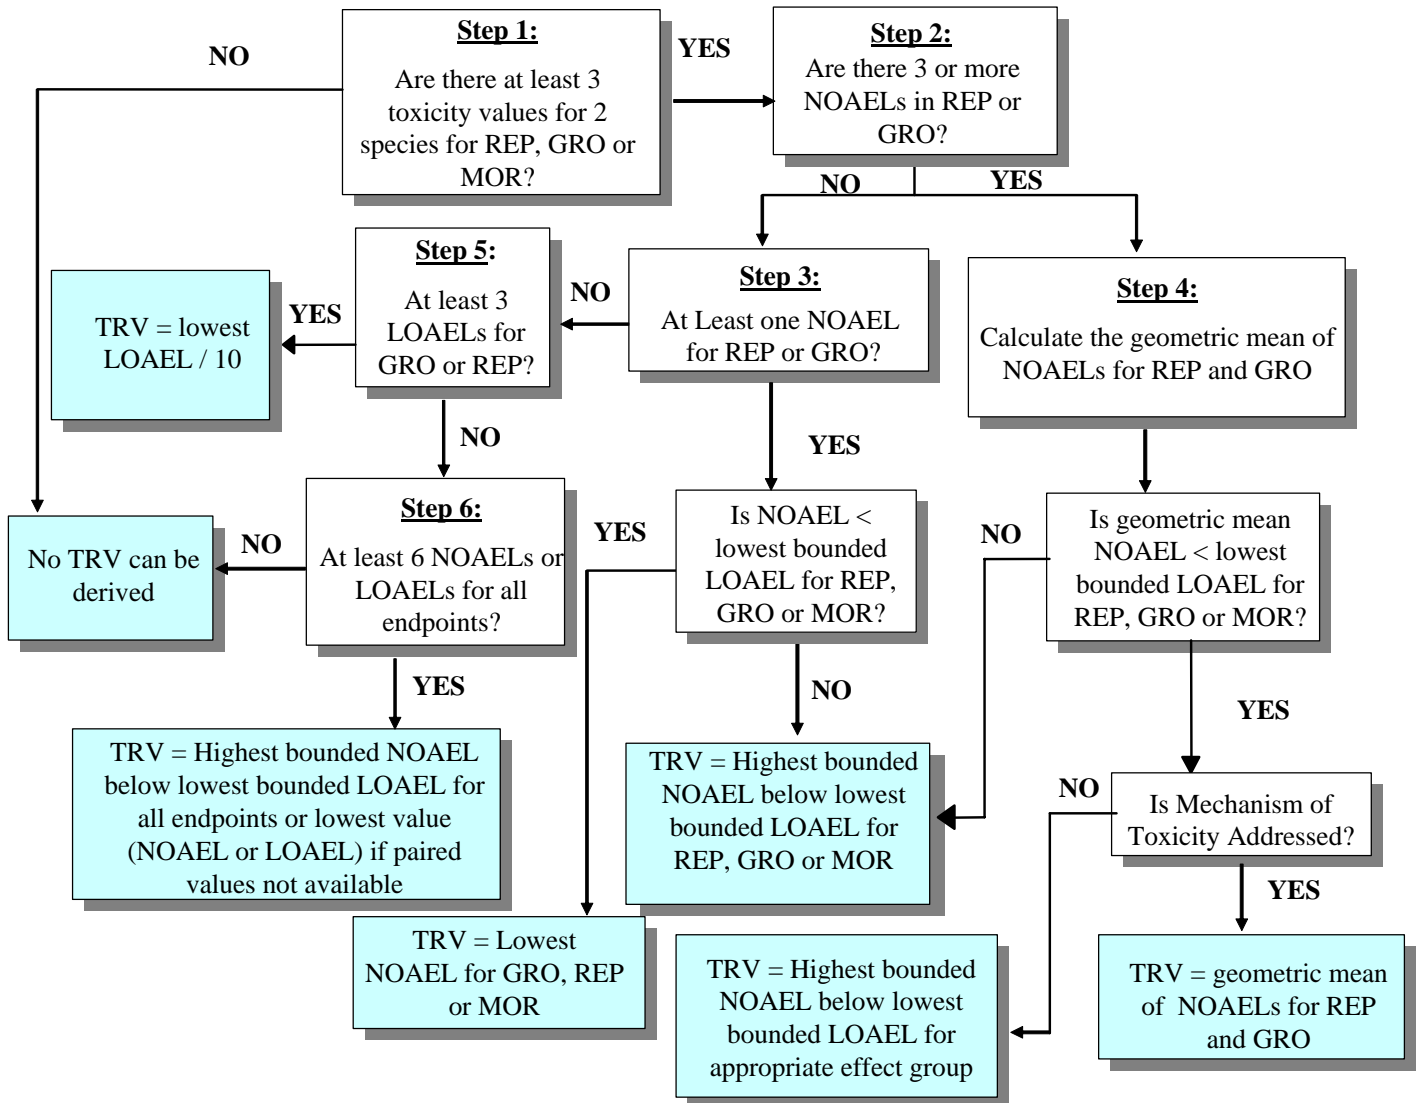 NO
Step 1:
Are there at least 3
toxicity values for 2
species for REP, GRO or
MOR?
YES
Step 2:
Are there 3 or more
NOAELs in REP or
GRO?
NO
YES
Step 5:
At least 3
LOAELs for
GRO or REP?
NO
Step 3:
At Least one NOAEL
for REP or GRO?
Step 4:
Calculate the geometric mean of
NOAELs for REP and GRO
YES
TRV = lowest
LOAEL / 10
NO
YES
Step 6:
At least 6 NOAELs or
LOAELs for all
endpoints?
NO
No TRV can be
derived
YES
Is NOAEL <
lowest bounded
LOAEL for REP,
GRO or MOR?
NO
Is geometric mean
NOAEL < lowest
bounded LOAEL for
REP, GRO or MOR?
YES
NO
YES
TRV = Highest bounded NOAEL
below lowest bounded LOAEL for
all endpoints or lowest value
(NOAEL or LOAEL) if paired
values not available
TRV = Highest bounded
NOAEL below lowest
bounded LOAEL for
REP, GRO or MOR
NO
Is Mechanism of
Toxicity Addressed?
YES
TRV = Lowest
NOAEL for GRO, REP
or MOR
TRV = Highest bounded
NOAEL below lowest
bounded LOAEL for
appropriate effect group
TRV = geometric mean
of NOAELs for REP
and GRO